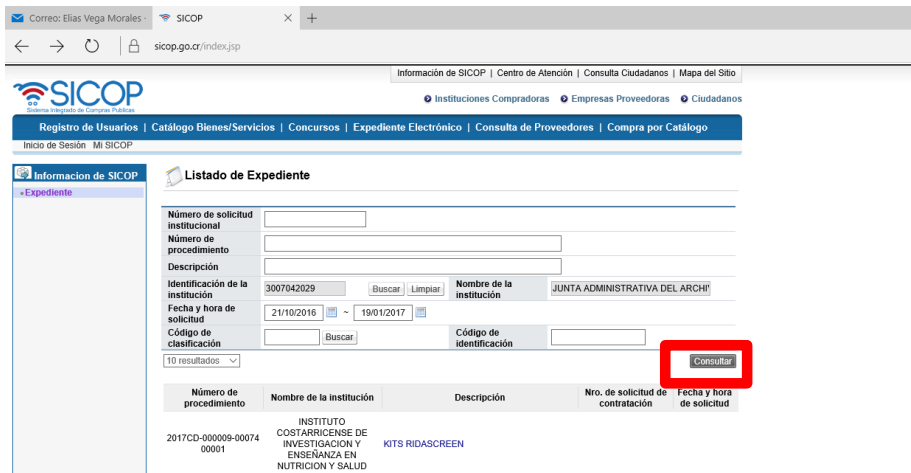 Correo: Elias Vega Morales · SICOP
sicop.go.cr/index.jsp
Información de SICOP | Centro de Atención | Consulta Ciudadanos | Mapa del Sitio
SICOP
Sistema Integrado de Compras Públicas
Instituciones Compradoras Empresas Proveedoras Ciudadanos
Registro de Usuarios | Catálogo Bienes/Servicios | Concursos | Expediente Electrónico | Consulta de Proveedores | Compra por Catálogo
Inicio de Sesión Mi SICOP
Informacion de SICOP
Expediente
Listado de Expediente
Número de solicitud
institucional
Número de
procedimiento
Descripción
Identificación de la
institución
3007042029 Buscar Limpiar
Nombre de la
institución
JUNTA ADMINISTRATIVA DEL ARCHI
Fecha y hora de
solicitud
21/10/2016 ~ 19/01/2017
Código de
clasificación
Buscar
Código de
identificación
10 resultados
Consultar
Número de
procedimiento
Nombre de la institución
Descripción
Nro. de solicitud de
contratación
Fecha y hora
de solicitud
2017CD-000009-00074
00001
INSTITUTO
COSTARRICENSE DE
INVESTIGACION Y
ENSEÑANZA EN
NUTRICION Y SALUD
KITS RIDASCREEN